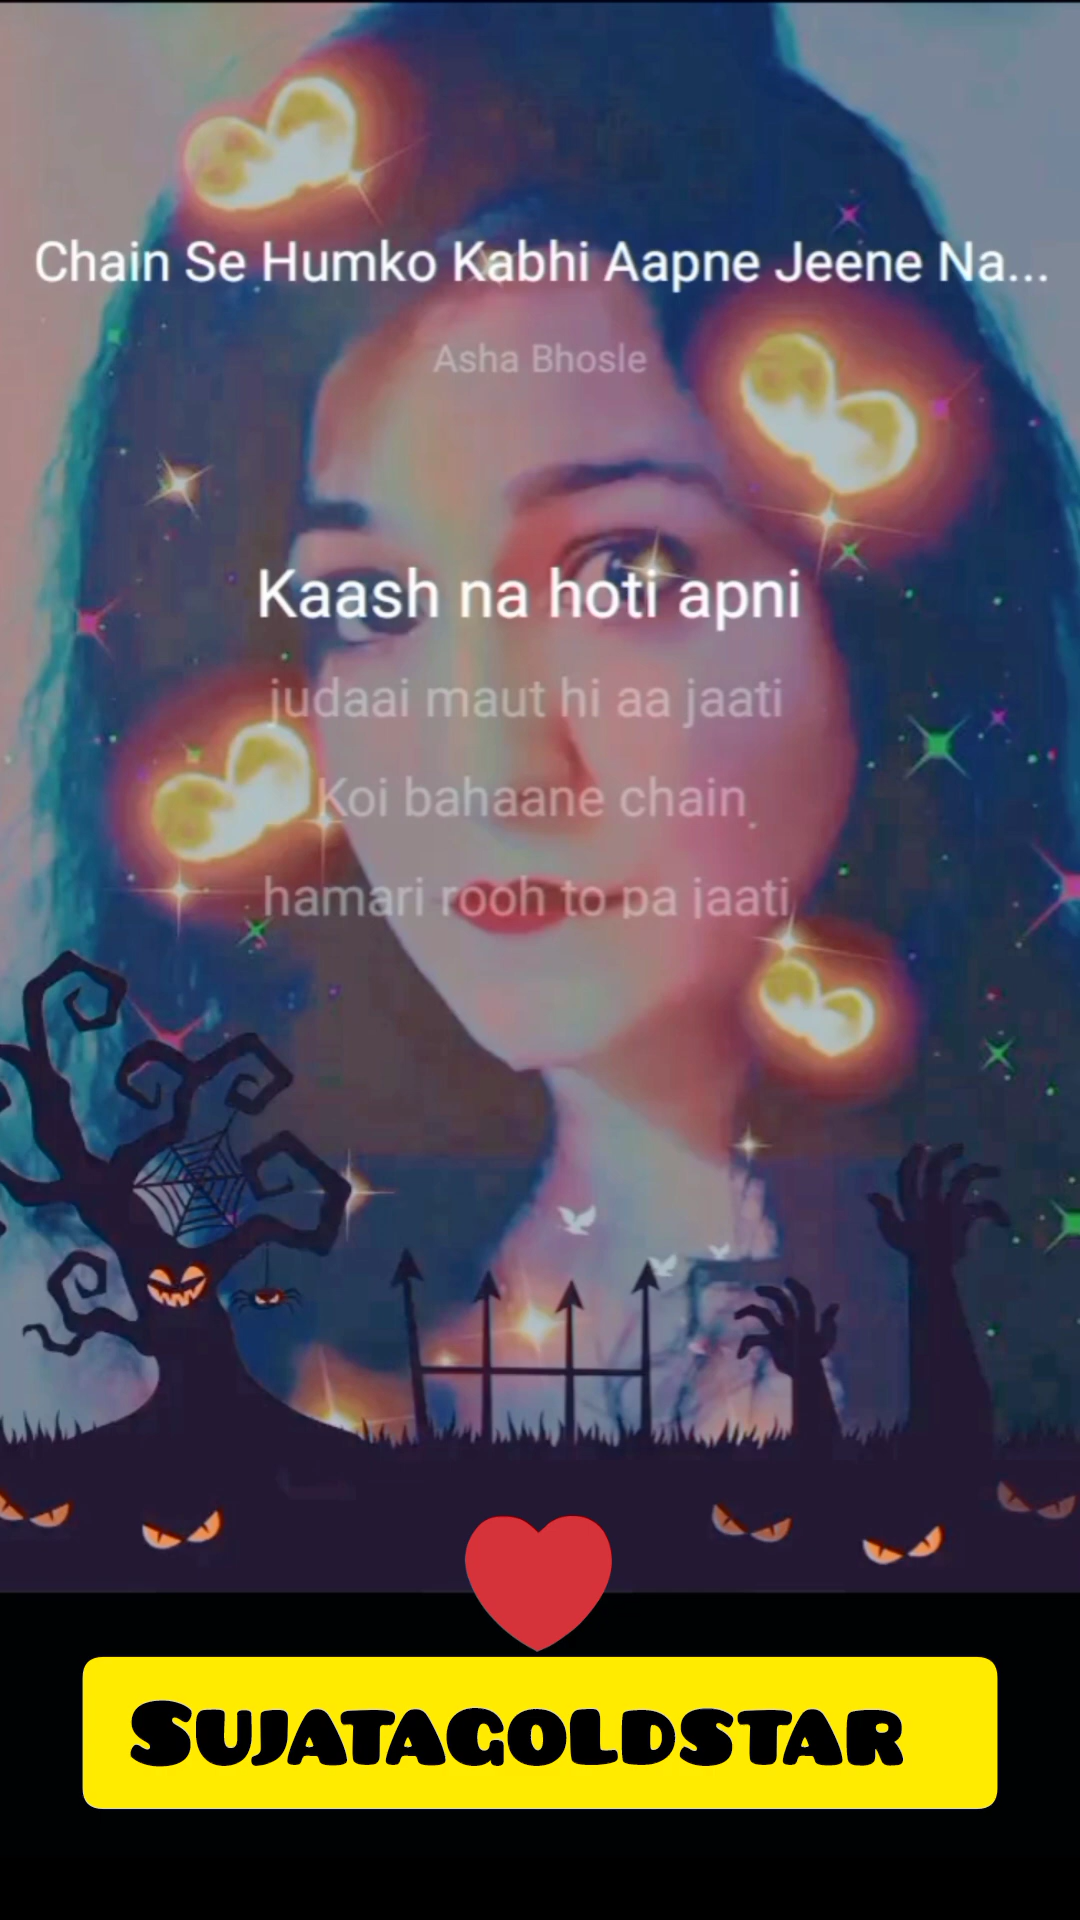 Chain Se Humko Kabhi Aapne Jeene Na...
Asha Bhosle
Kaash na hoti apni
judaai maut hi aa jaati
Koi bahaane chain
hamari rooh to pa jaati
Sujatagoldstar